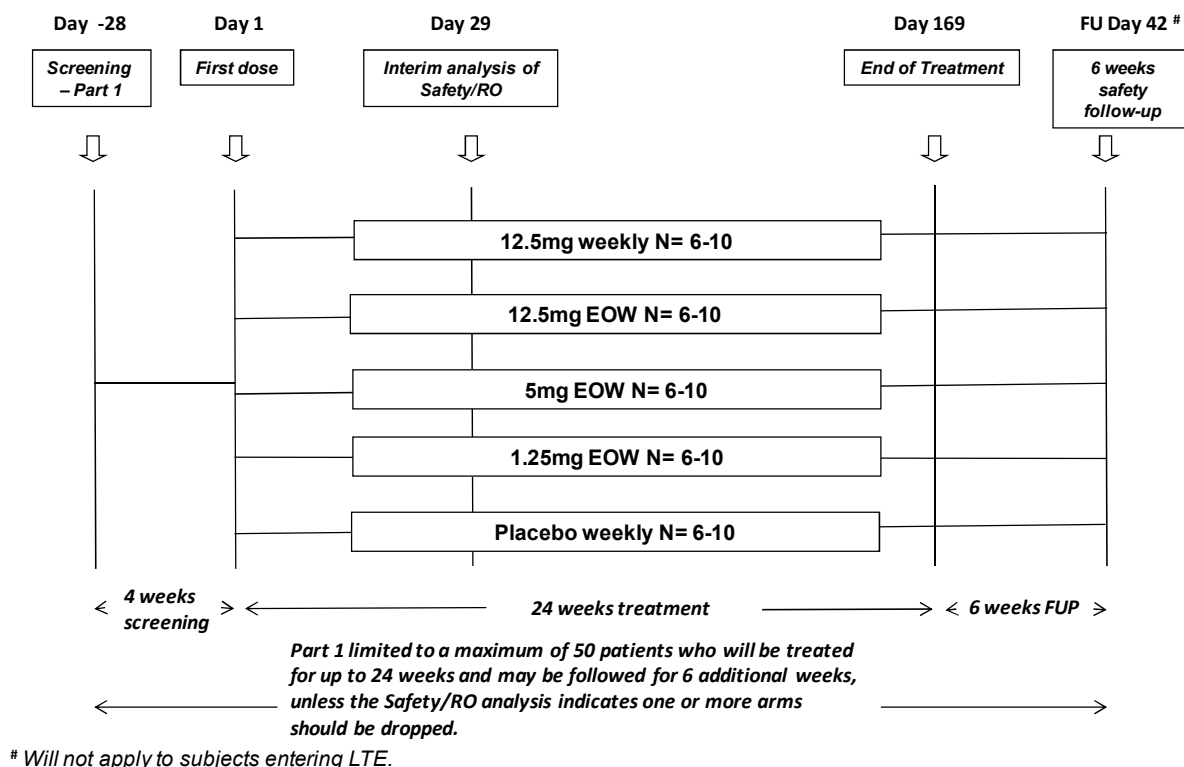 Day -28 Day 1 Day 29 Day 169 FU Day 42 #
Screening
– Part 1
First dose
Interim analysis of
Safety/RO
End of Treatment
6 weeks
safety
follow-up
12.5mg weekly N= 6-10
12.5mg EOW N= 6-10
5mg EOW N= 6-10
1.25mg EOW N= 6-10
Placebo weekly N= 6-10
4 weeks
screening
24 weeks treatment
6 weeks FUP
Part 1 limited to a maximum of 50 patients who will be treated
for up to 24 weeks and may be followed for 6 additional weeks,
unless the Safety/RO analysis indicates one or more arms
should be dropped.
# Will not apply to subjects entering LTE.